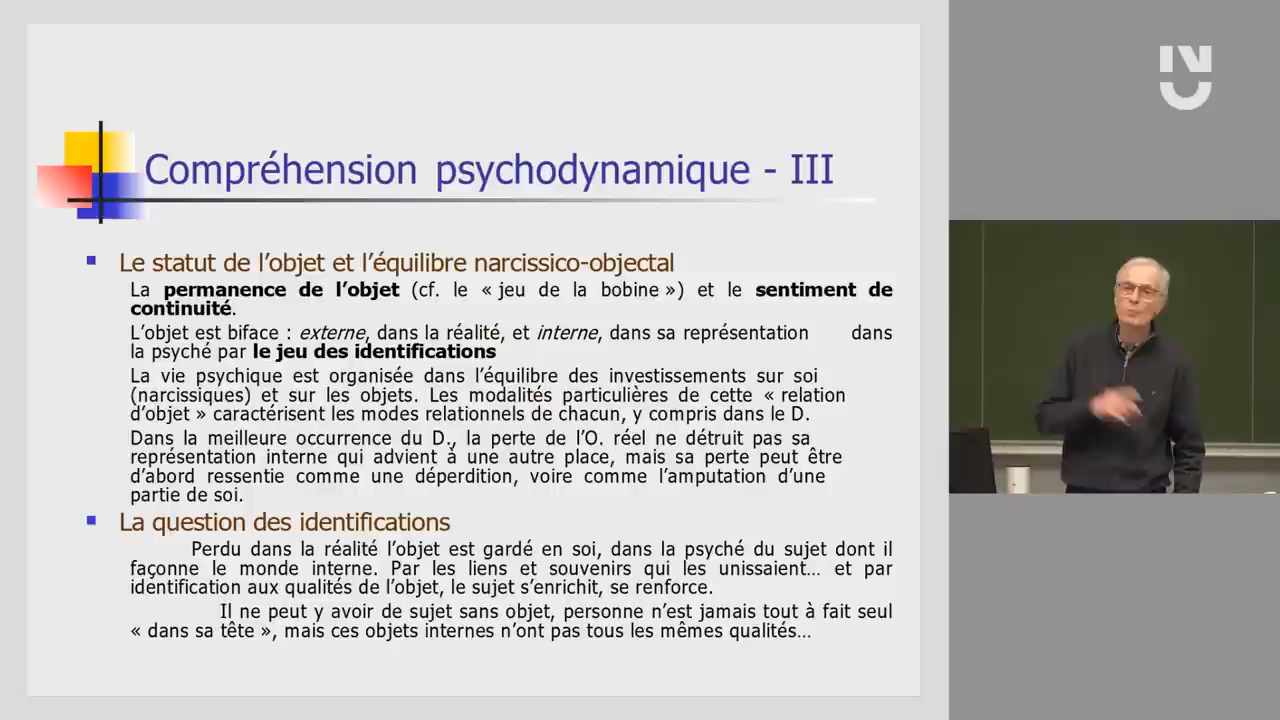 Compréhension psychodynamique - III
Le statut de l’objet et l’équilibre narcissico-objectal
La permanence de l’objet (cf. le « jeu de la bobine ») et le sentiment de
continuité.
L’objet est biface : externe, dans la réalité, et interne, dans sa représentation dans
la psyché par le jeu des identifications
La vie psychique est organisée dans l’équilibre des investissements sur soi
(narcissiques) et sur les objets. Les modalités particulières de cette « relation
d’objet » caractérisent les modes relationnels de chacun, y compris dans le D.
Dans la meilleure occurrence du D., la perte de l’O. réel ne détruit pas sa
représentation interne qui advient à une autre place, mais sa perte peut être
d’abord ressentie comme une déperdition, voire comme l’amputation d’une
partie de soi.
La question des identifications
Perdu dans la réalité l’objet est gardé en soi, dans la psyché du sujet dont il
façonne le monde interne. Par les liens et souvenirs qui les unissaient... et par
identification aux qualités de l’objet, le sujet s’enrichit, se renforce.
Il ne peut y avoir de sujet sans objet, personne n’est jamais tout à fait seul
« dans sa tête », mais ces objets internes n’ont pas tous les mêmes qualités...